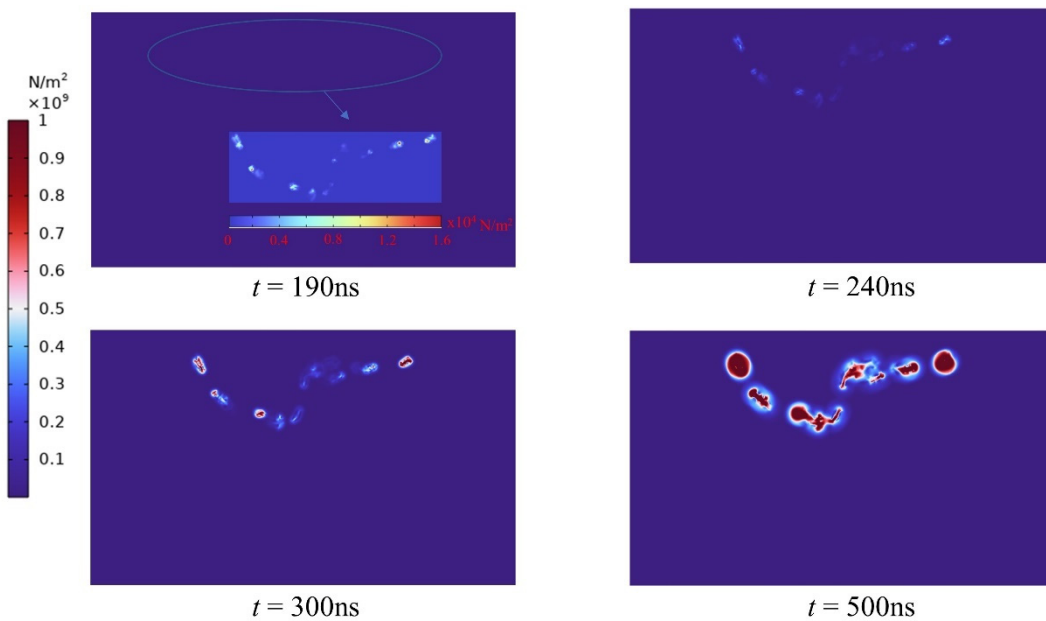 N/m²
×10⁹
1
0.9
0.8
0.7
0.6
0.5
0.4
0.3
0.2
0.1
x10⁴ N/m²
0 0.4 0.8 1.2 1.6
t = 190ns
t = 240ns
t = 300ns
t = 500ns